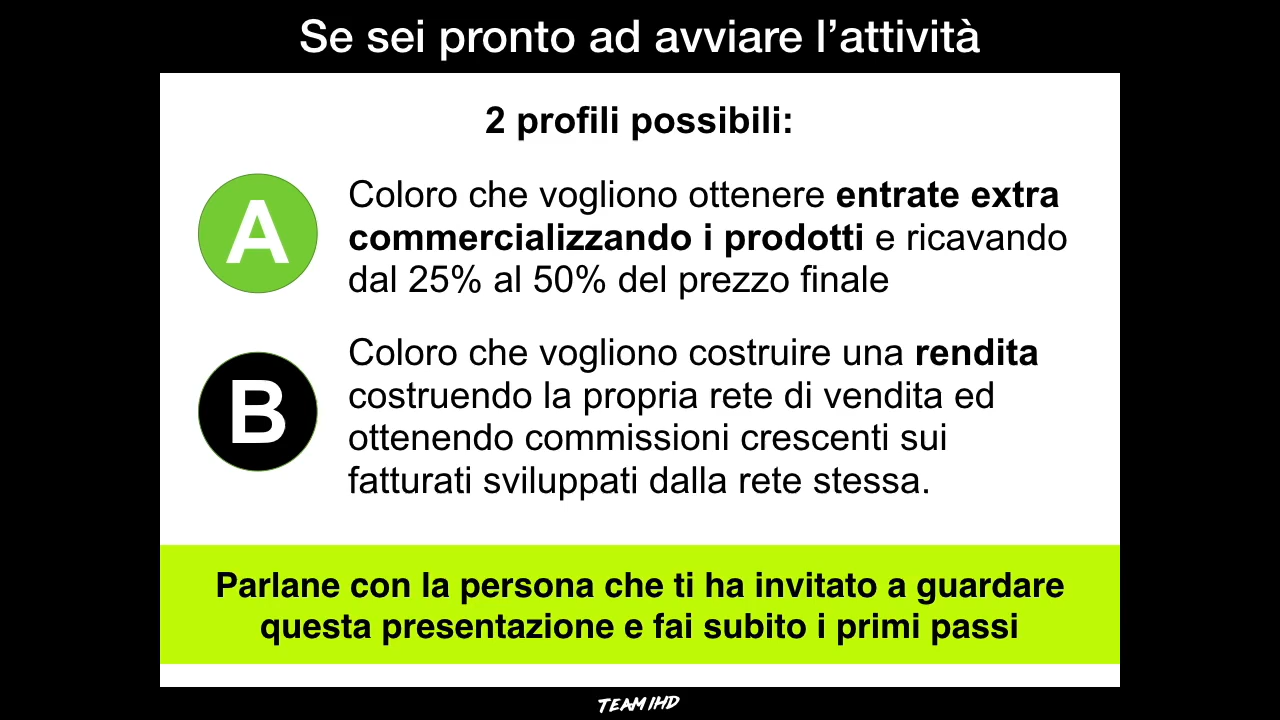 Se sei pronto ad avviare l’attività
2 profili possibili:
A
Coloro che vogliono ottenere entrate extra
commercializzando i prodotti e ricavando
dal 25% al 50% del prezzo finale
B
Coloro che vogliono costruire una rendita
costruendo la propria rete di vendita ed
ottenendo commissioni crescenti sui
fatturati sviluppati dalla rete stessa.
Parlane con la persona che ti ha invitato a guardare
questa presentazione e fai subito i primi passi
TEAM IHD